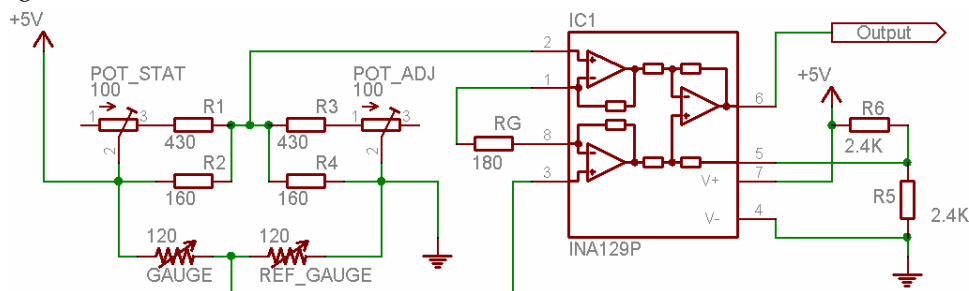 +5V
POT_STAT
100
1
3
2
R1
430
R2
160
R3
430
R4
160
POT_ADJ
100
1
3
2
120
GAUGE
120
REF_GAUGE
RG
180
IC1
2
1
8
3
6
5
7
4
V+
V-
INA129P
Output
+5V
R6
2.4K
R5
2.4K